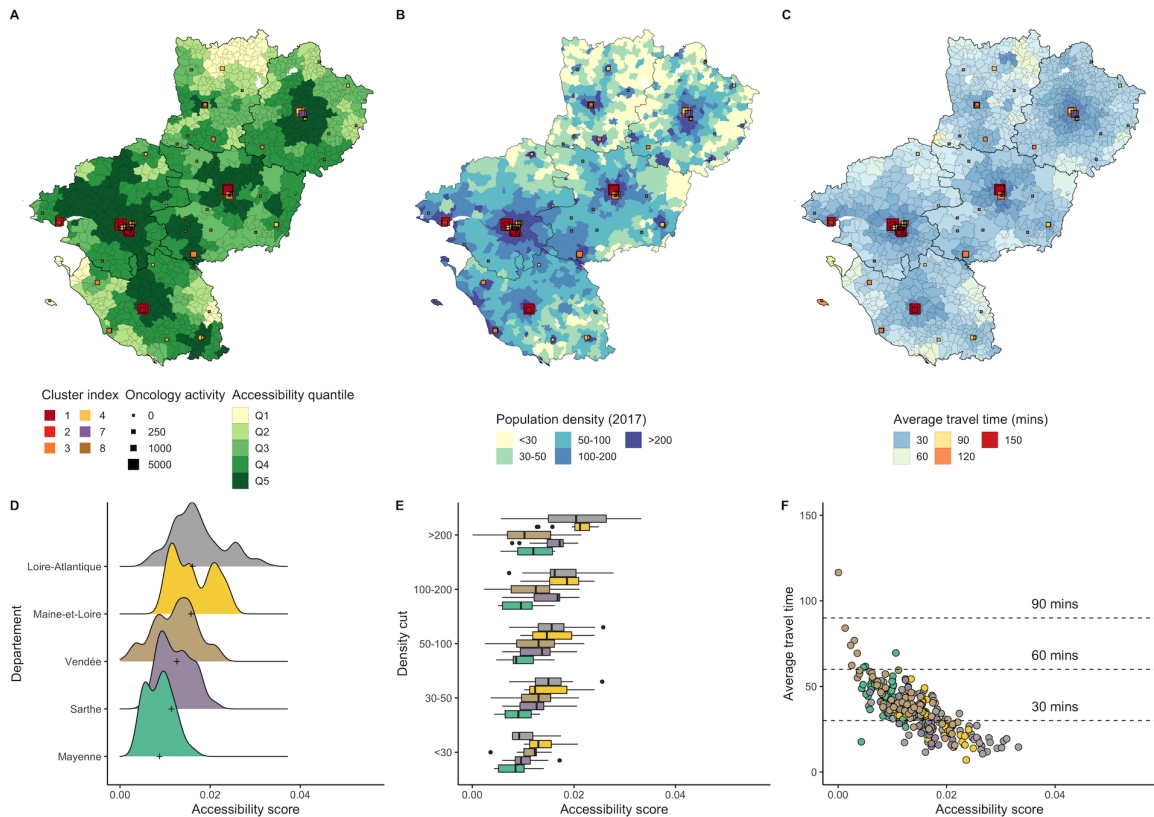 A
B
C
Cluster index
1
4
2
7
3
8
Oncology activity
0
250
1000
5000
Accessibility quantile
Q1
Q2
Q3
Q4
Q5
Population density (2017)
<30
50-100
>200
30-50
100-200
Average travel time (mins)
30
90
150
60
120
D
Departement
Loire-Atlantique
Maine-et-Loire
Vendée
Sarthe
Mayenne
0.00
0.02
0.04
Accessibility score
E
Density cut
>200
100-200
50-100
30-50
<30
0.00
0.02
0.04
Accessibility score
F
Average travel time
150
100
50
0
90 mins
60 mins
30 mins
0.00
0.02
0.04
Accessibility score